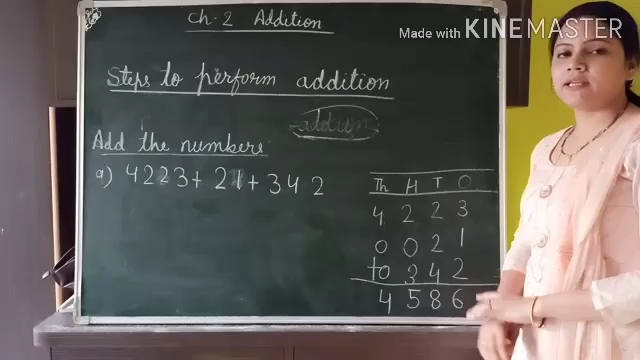 Made with KINEMASTER
Ch-2 Addition
Steps to perform addition
addition
Add the numbers
a) 4223 + 21 + 342
Th H T O
4 2 2 3
0 0 2 1
+0 3 4 2
4 5 8 6